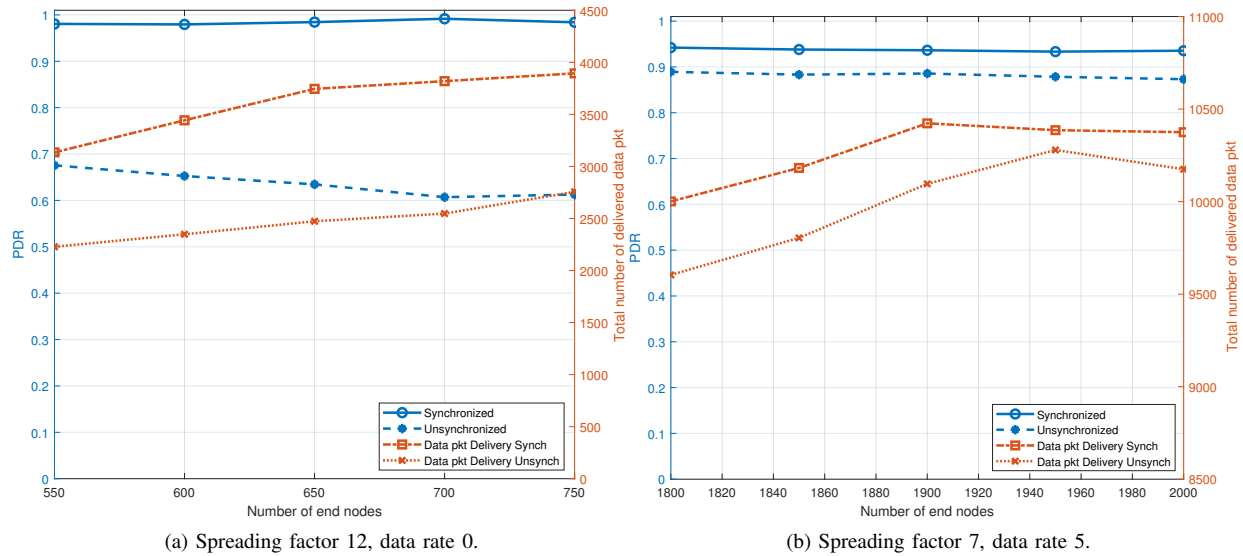 1
0.9
0.8
0.7
0.6
0.5
0.4
0.3
0.2
0.1
0
PDR
4500
4000
3500
3000
2500
2000
1500
1000
500
0
Total number of delivered data pkt
Synchronized
Unsynchronized
Data pkt Delivery Synch
Data pkt Delivery Unsynch
550 600 650 700 750
Number of end nodes
(a) Spreading factor 12, data rate 0.
1
0.9
0.8
0.7
0.6
0.5
0.4
0.3
0.2
0.1
0
PDR
11000
10500
10000
9500
9000
8500
Total number of delivered data pkt
Synchronized
Unsynchronized
Data pkt Delivery Synch
Data pkt Delivery Unsynch
1800 1820 1840 1860 1880 1900 1920 1940 1960 1980 2000
Number of end nodes
(b) Spreading factor 7, data rate 5.